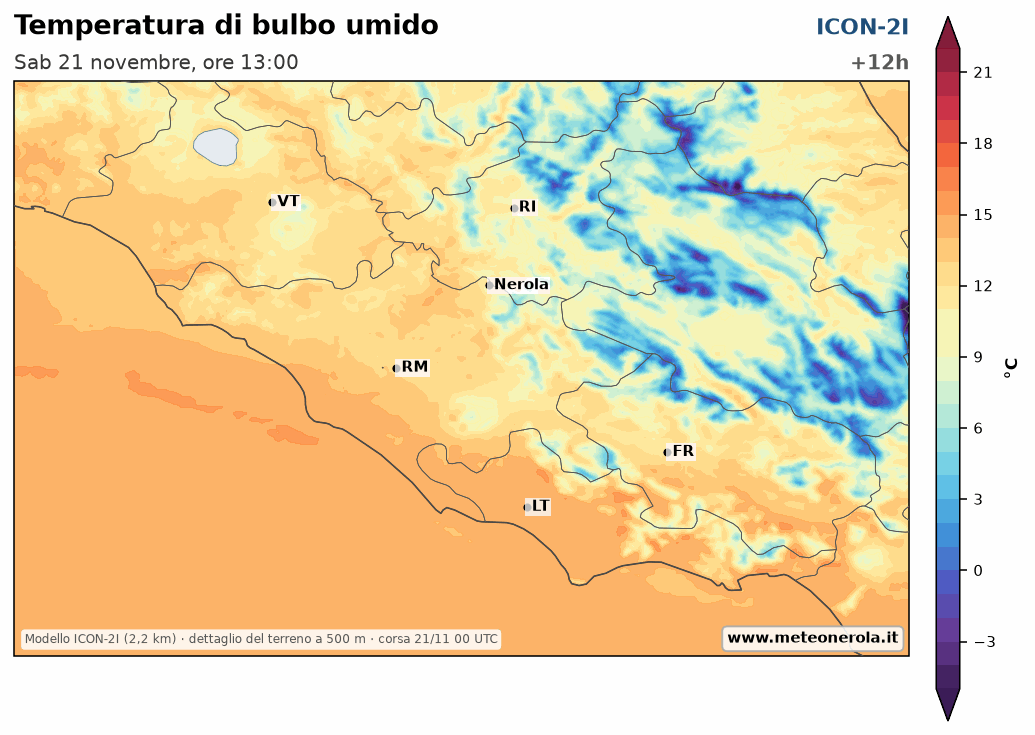 Temperatura di bulbo umido
ICON-2I
Sab 21 novembre, ore 13:00
+12h
VT
RI
Nerola
RM
FR
LT
Modello ICON-2I (2,2 km) · dettaglio del terreno a 500 m · corsa 21/11 00 UTC
www.meteonerola.it
21
18
15
12
9
6
3
0
−3
°C